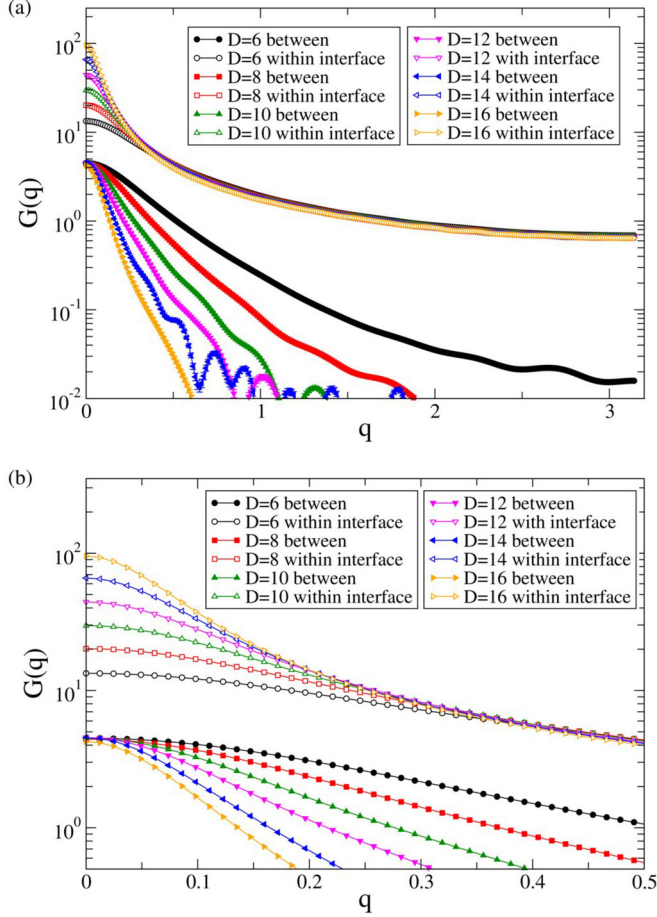 (a)
10²
10¹
10⁰
10⁻¹
10⁻²
G(q)
D=6 between
D=6 within interface
D=8 between
D=8 within interface
D=10 between
D=10 within interface
D=12 between
D=12 with interface
D=14 between
D=14 within interface
D=16 between
D=16 within interface
0 1 2 3
q
(b)
10²
10¹
10⁰
G(q)
D=6 between
D=6 within interface
D=8 between
D=8 within interface
D=10 between
D=10 within interface
D=12 between
D=12 with interface
D=14 between
D=14 within interface
D=16 between
D=16 within interface
0 0.1 0.2 0.3 0.4 0.5
q